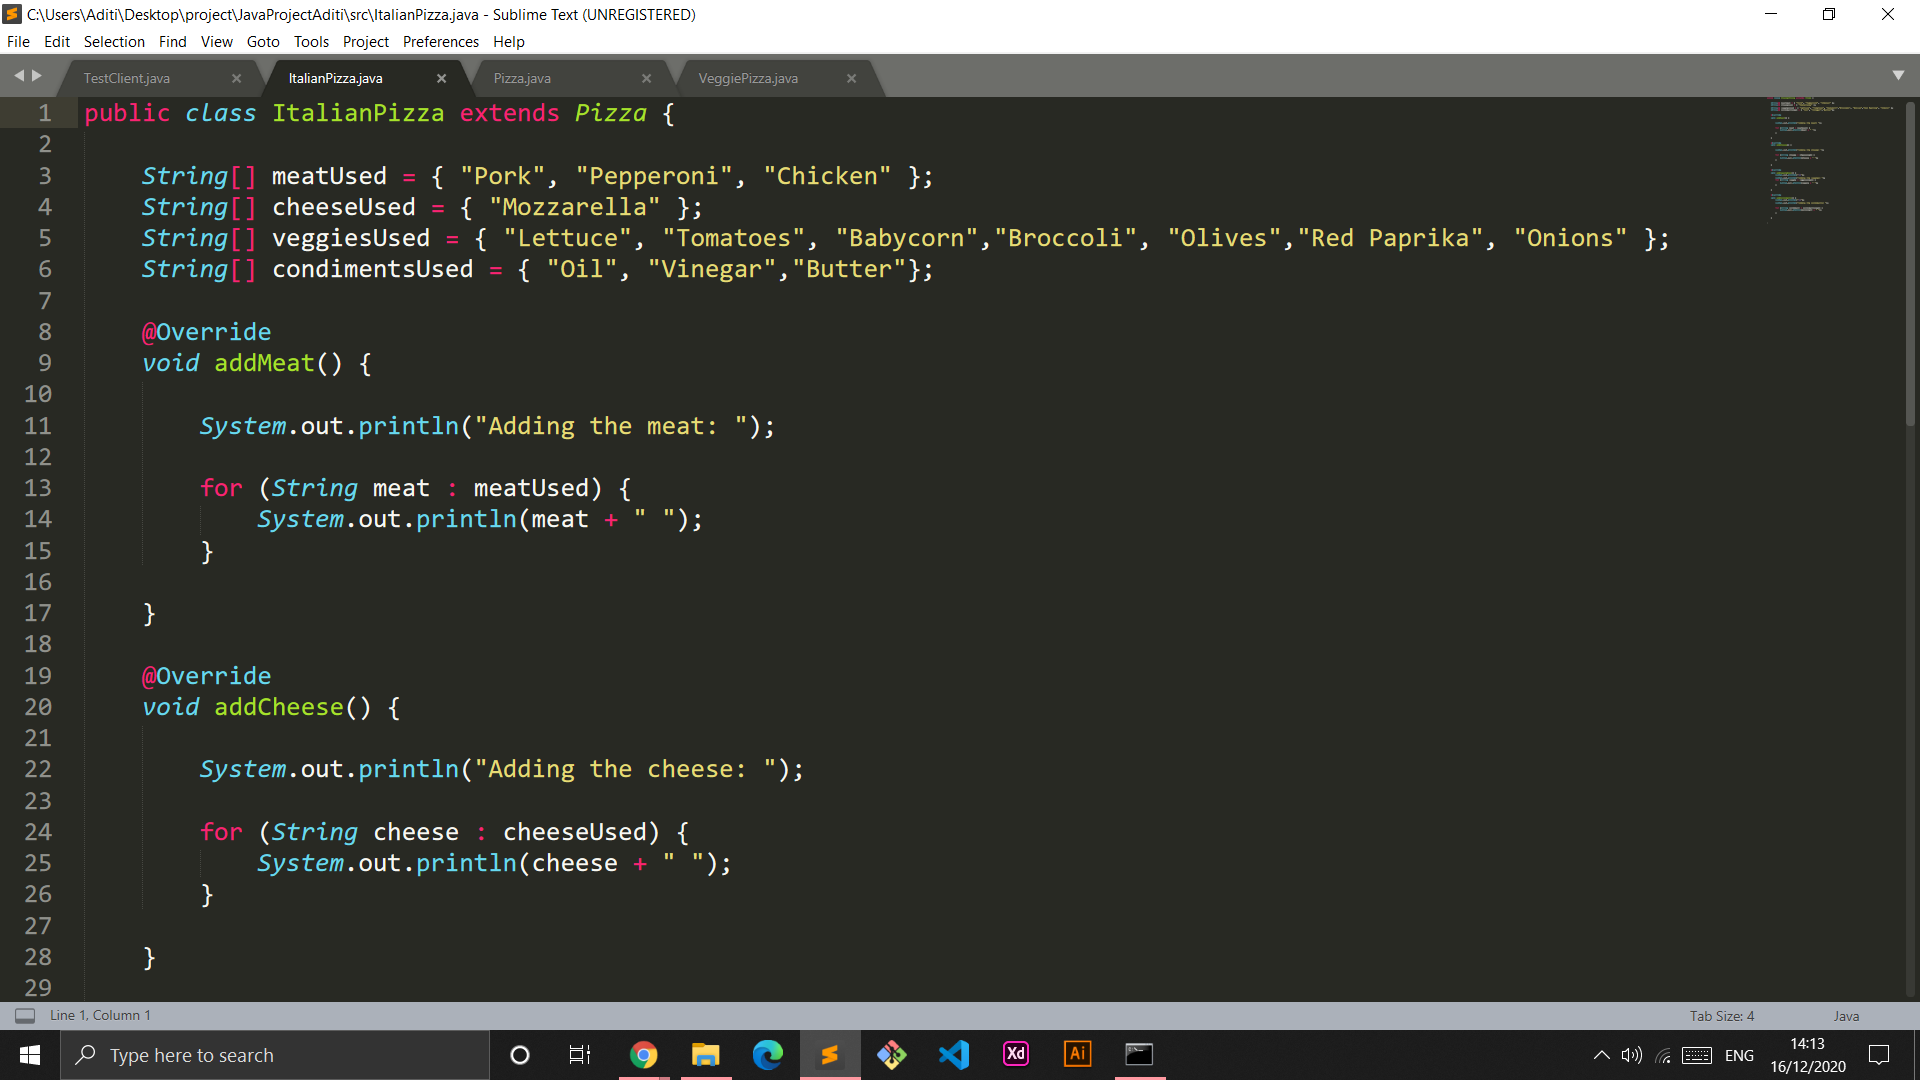 C:\Users\Aditi\Desktop\project\JavaProjectAditi\src\ItalianPizza.java - Sublime Text (UNREGISTERED)
File Edit Selection Find View Goto Tools Project Preferences Help
TestClient.java ItalianPizza.java Pizza.java VeggiePizza.java
1 public class ItalianPizza extends Pizza {
2
3 String[] meatUsed = { "Pork", "Pepperoni", "Chicken" };
4 String[] cheeseUsed = { "Mozzarella" };
5 String[] veggiesUsed = { "Lettuce", "Tomatoes", "Babycorn","Broccoli", "Olives","Red Paprika", "Onions" };
6 String[] condimentsUsed = { "Oil", "Vinegar","Butter"};
7
8 @Override
9 void addMeat() {
10
11 System.out.println("Adding the meat: ");
12
13 for (String meat : meatUsed) {
14 System.out.println(meat + " ");
15 }
16
17 }
18
19 @Override
20 void addCheese() {
21
22 System.out.println("Adding the cheese: ");
23
24 for (String cheese : cheeseUsed) {
25 System.out.println(cheese + " ");
26 }
27
28 }
29
Line 1, Column 1 Tab Size: 4 Java
Type here to search Xd Ai ENG 14:13
16/12/2020